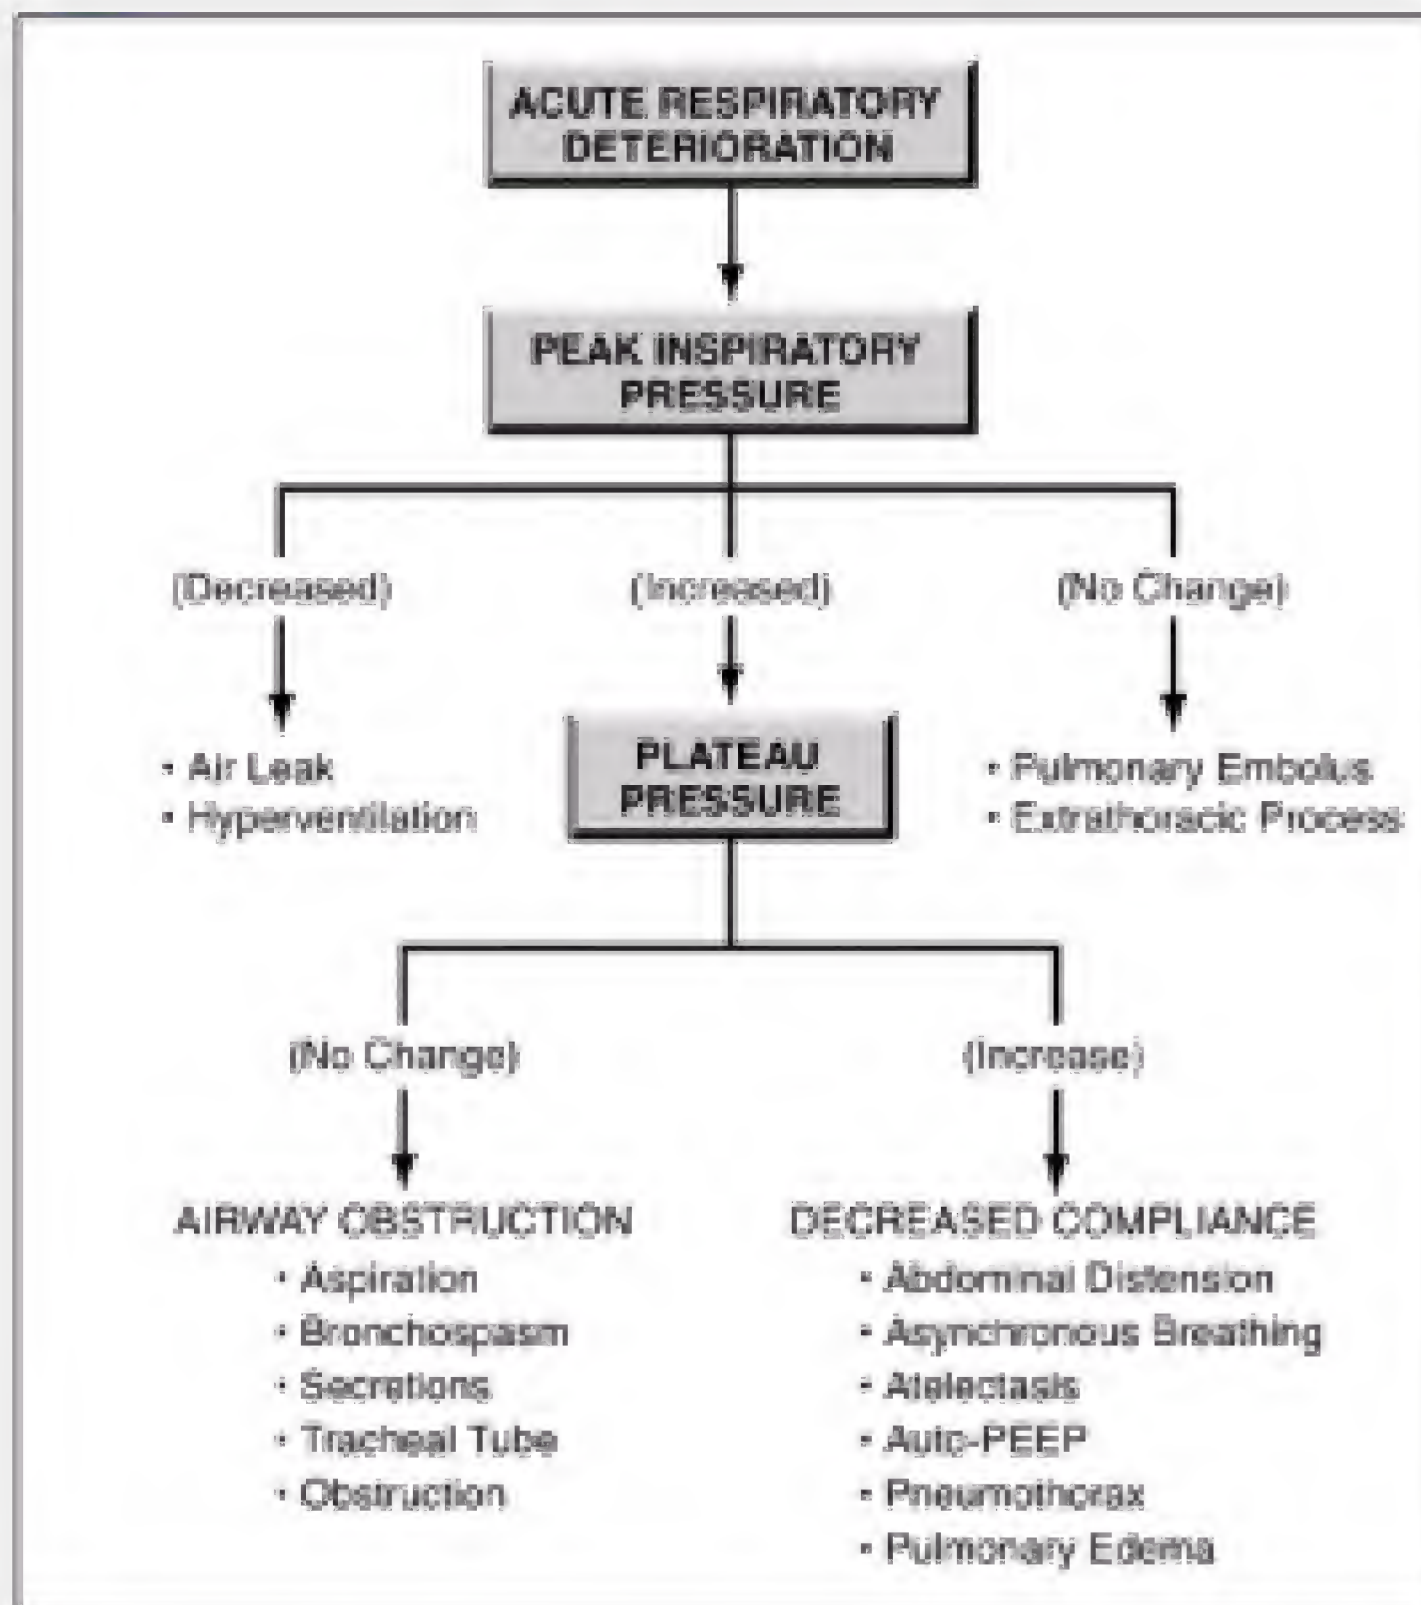 ACUTE RESPIRATORY
DETERIORATION
PEAK INSPIRATORY
PRESSURE
(Decreased)
(Increased)
(No Change)
• Air Leak
• Hyperventilation
PLATEAU
PRESSURE
• Pulmonary Embolus
• Extrathoracic Process
(No Change)
(Increase)
AIRWAY OBSTRUCTION
• Aspiration
• Bronchospasm
• Secretions
• Tracheal Tube
• Obstruction
DECREASED COMPLIANCE
• Abdominal Distension
• Asynchronous Breathing
• Atelectasis
• Auto-PEEP
• Pneumothorax
• Pulmonary Edema